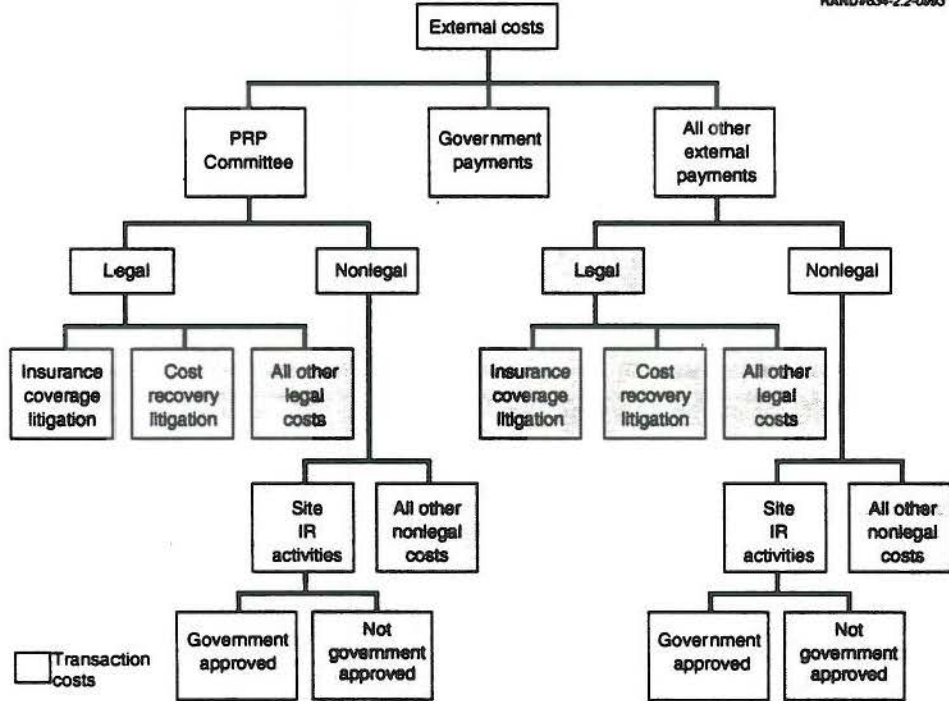 External costs
PRP
Committee
Government
payments
All other
external
payments
Legal
Nonlegal
Legal
Nonlegal
Insurance
coverage
litigation
Cost
recovery
litigation
All other
legal
costs
Insurance
coverage
litigation
Cost
recovery
litigation
All other
legal
costs
Site
IR
activities
All other
nonlegal
costs
Site
IR
activities
All other
nonlegal
costs
Government
approved
Not
government
approved
Government
approved
Not
government
approved
Transaction
costs